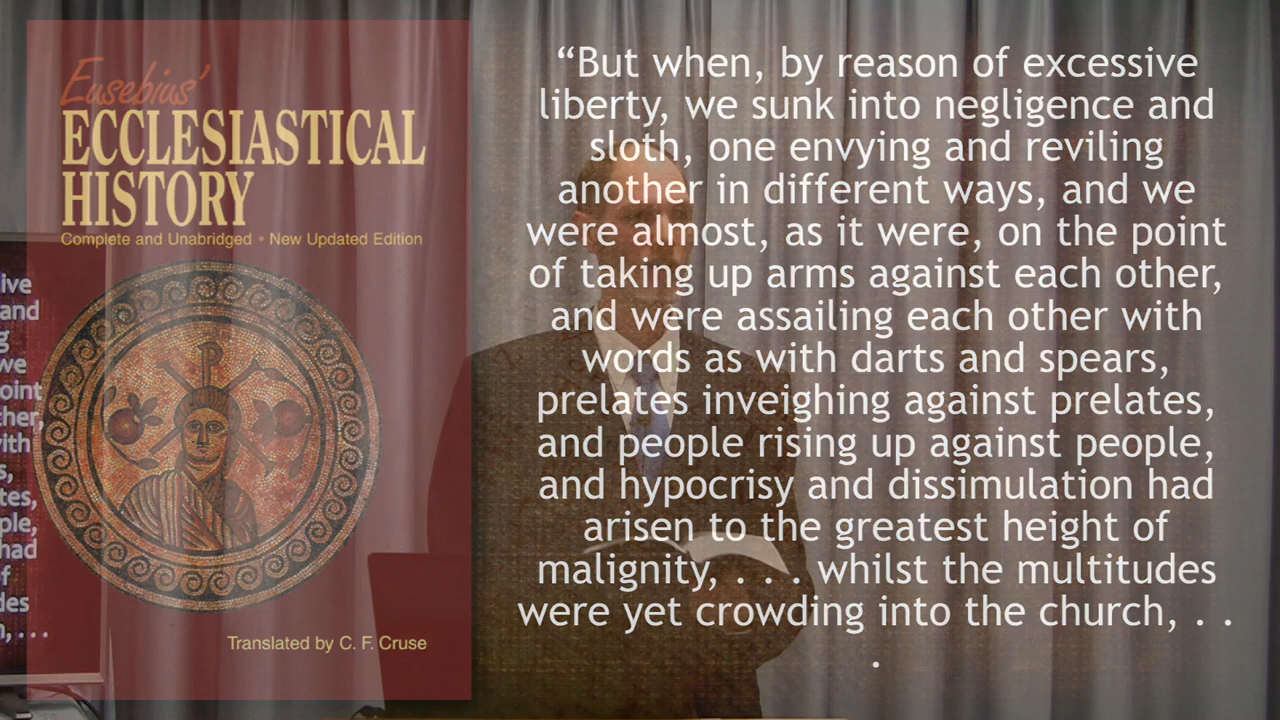 Eusebius'
ECCLESIASTICAL
HISTORY
Complete and Unabridged • New Updated Edition
Translated by C. F. Cruse
“But when, by reason of excessive
liberty, we sunk into negligence and
sloth, one envying and reviling
another in different ways, and we
were almost, as it were, on the point
of taking up arms against each other,
and were assailing each other with
words as with darts and spears,
prelates inveighing against prelates,
and people rising up against people,
and hypocrisy and dissimulation had
arisen to the greatest height of
malignity, . . . whilst the multitudes
were yet crowding into the church, . .
.